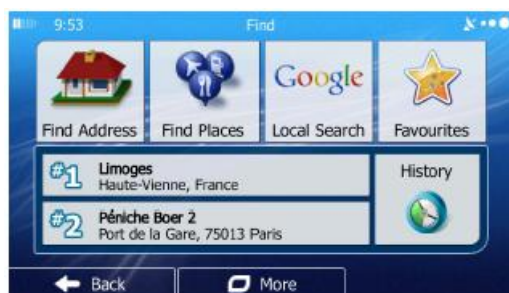 9:53
Find
Find Address
Find Places
Google
Local Search
Favourites
#1
Limoges
Haute-Vienne, France
#2
Péniche Boer 2
Port de la Gare, 75013 Paris
History
Back
More